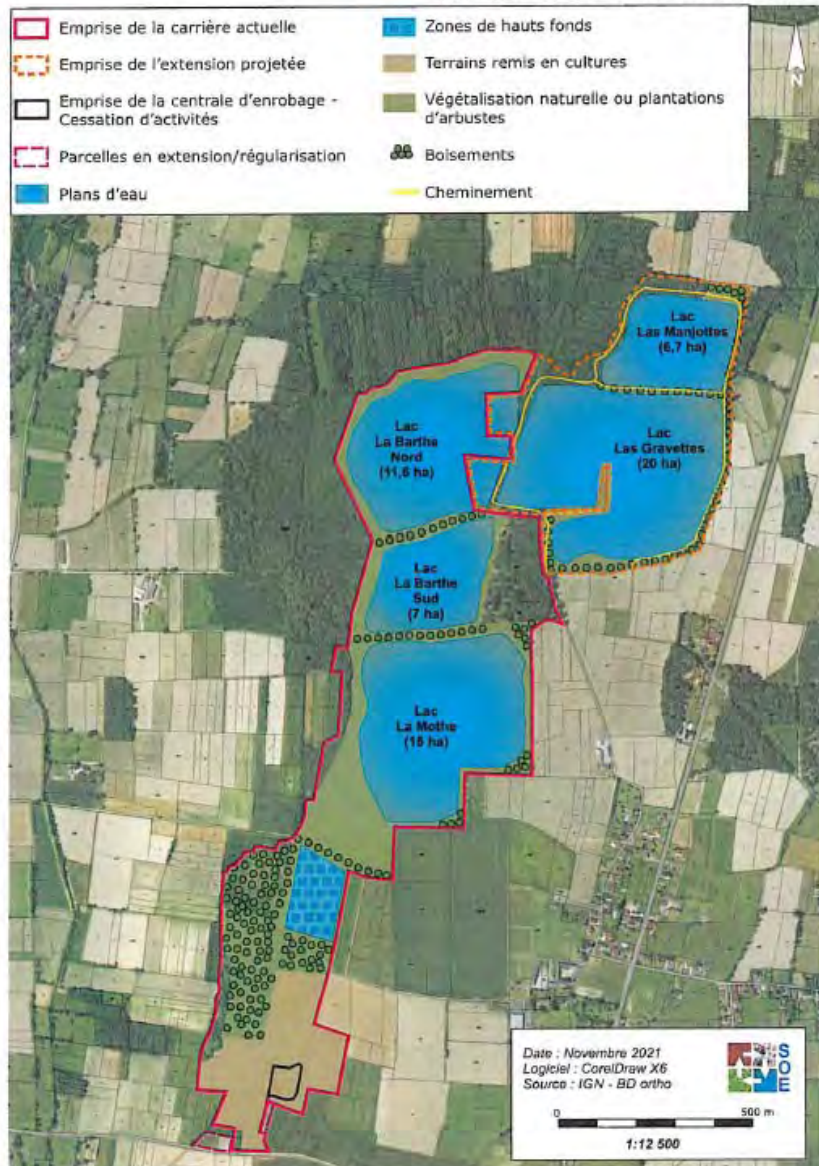 Emprise de la carrière actuelle
Emprise de l'extension projetée
Emprise de la centrale d'enrobage -
Cessation d'activités
Parcelles en extension/régularisation
Plans d'eau
Zones de hauts fonds
Terrains remis en cultures
Végétalisation naturelle ou plantations
d'arbustes
Boisements
Cheminement
N
Lac
Las Manjottes
(6,7 ha)
Lac
La Barthe
Nord
(11,6 ha)
Lac
Las Gravettes
(20 ha)
Lac
La Barthe
Sud
(7 ha)
Lac
La Mothe
(15 ha)
Date : Novembre 2021
Logiciel : CorelDraw X6
Source : IGN - BD ortho
SOE
0 500 m
1:12 500